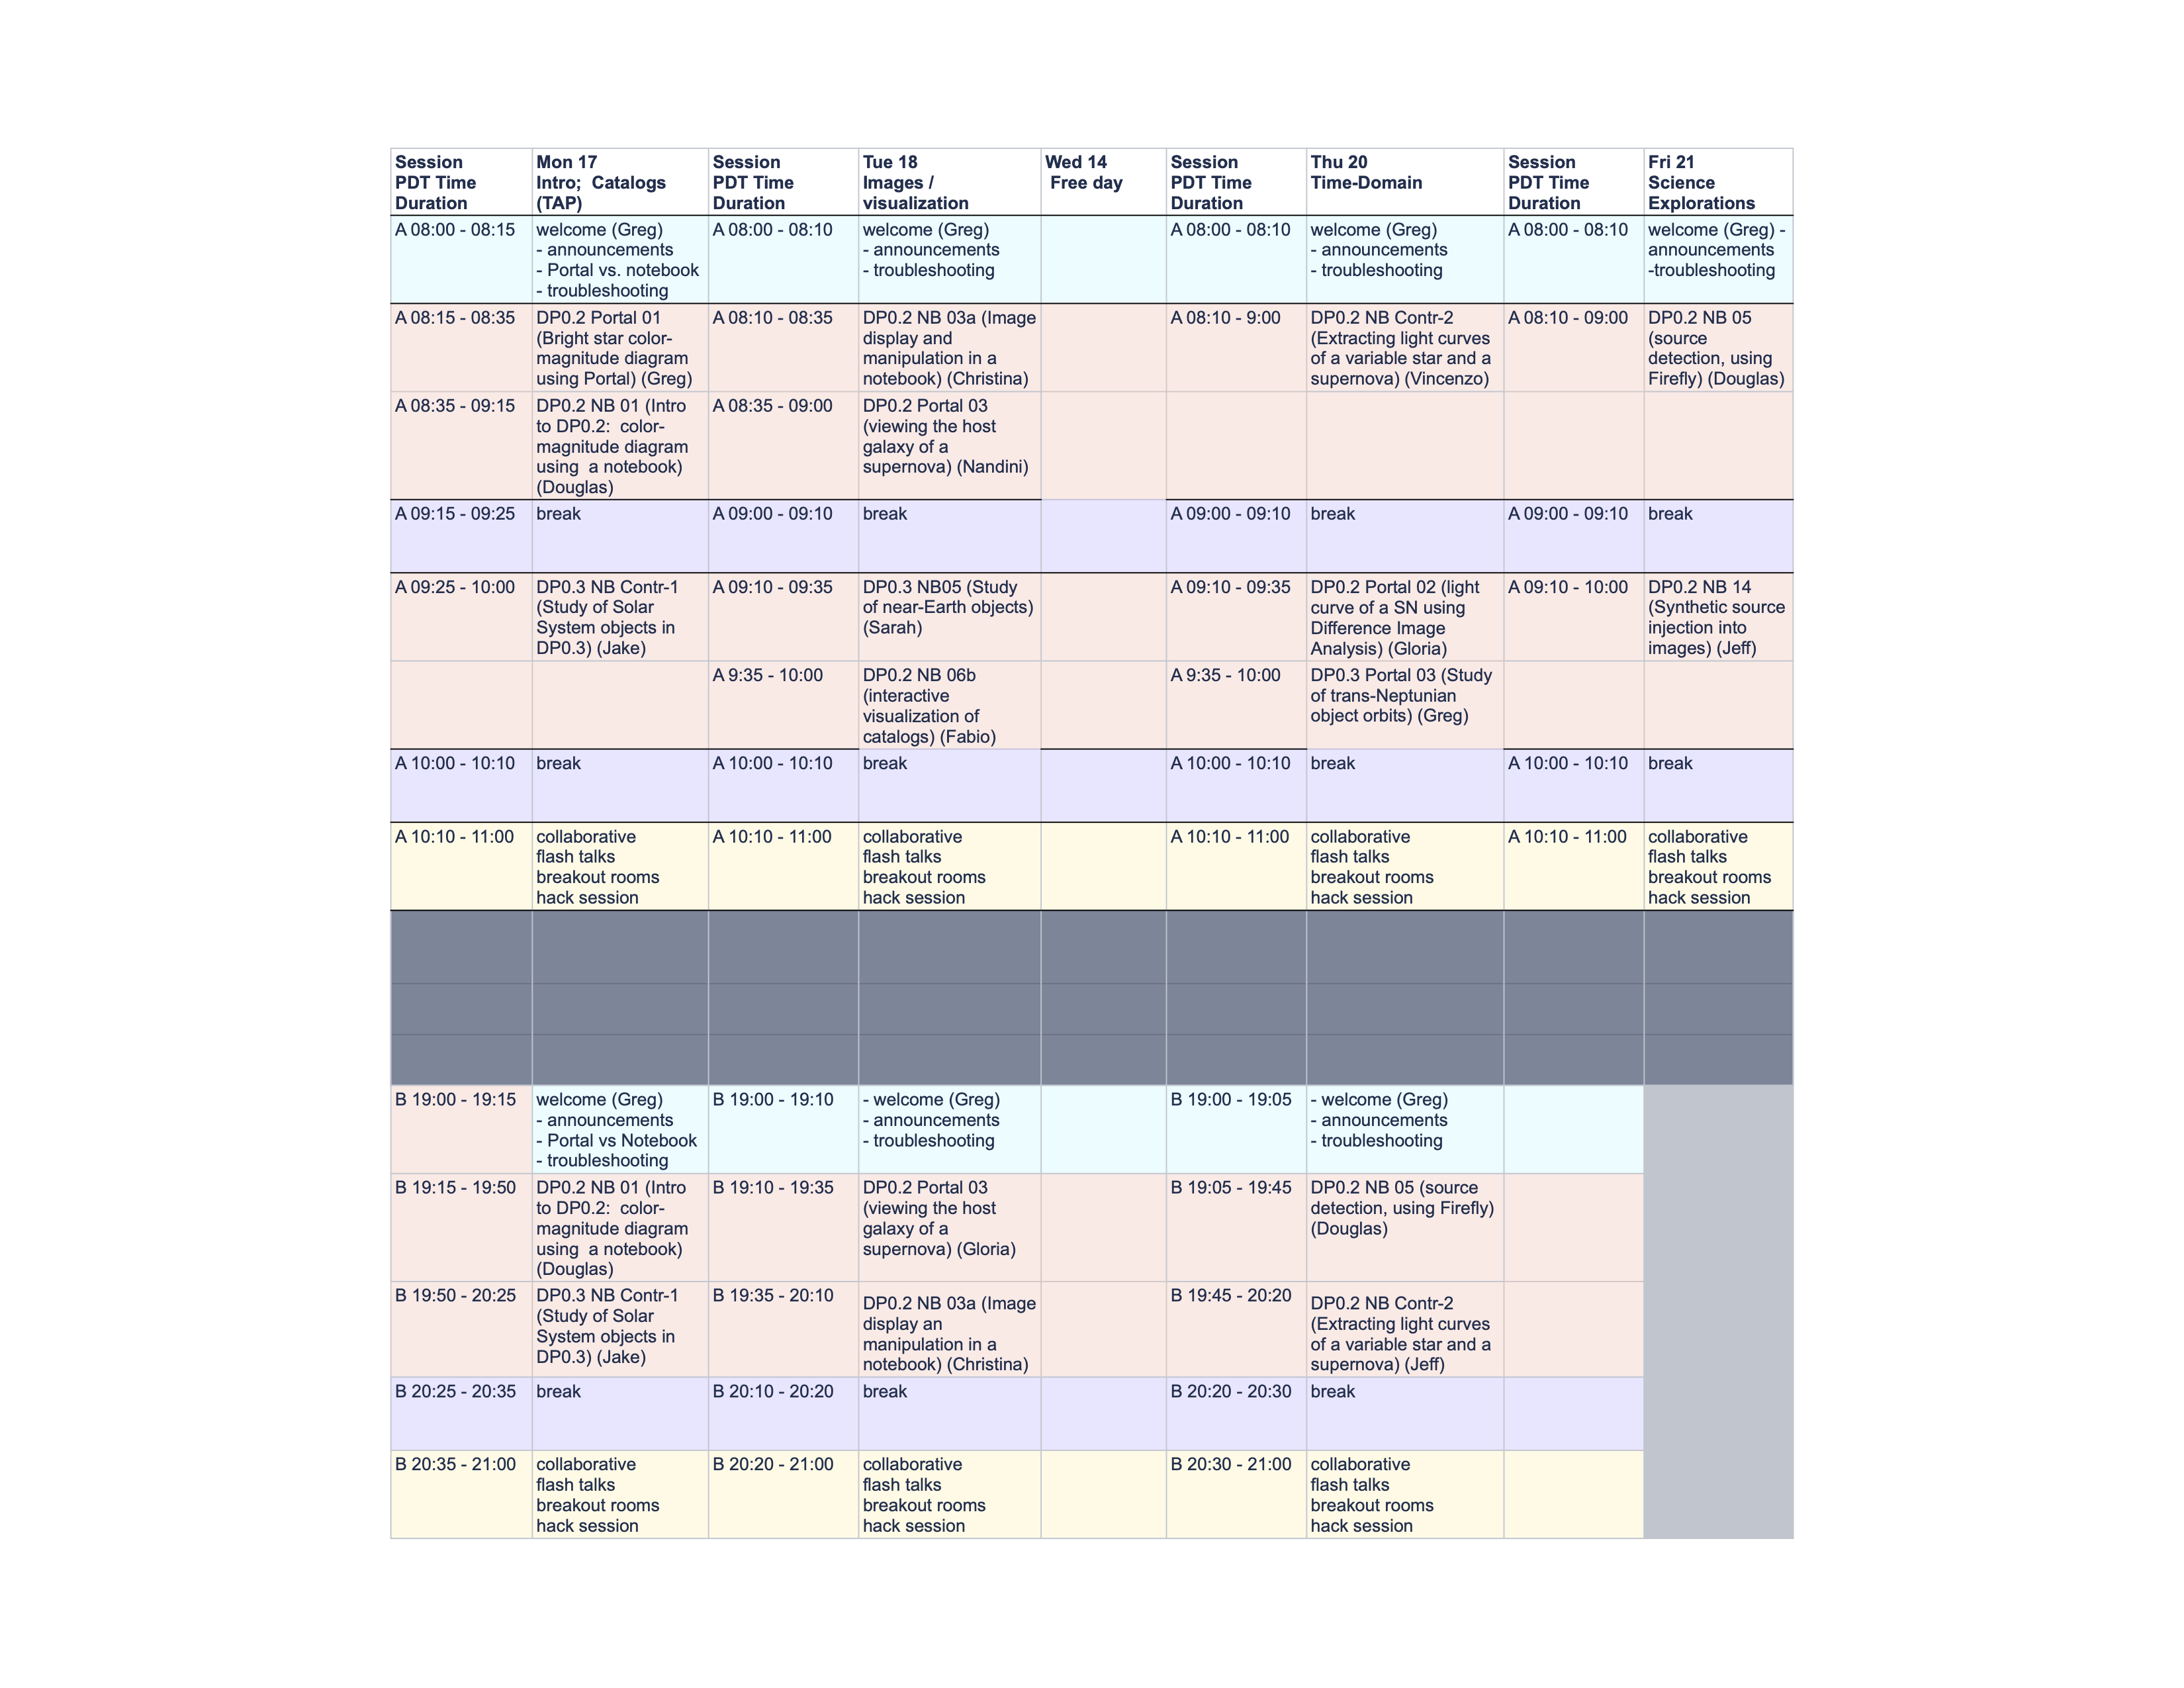 Session
PDT Time
Duration
Mon 17
Intro;  Catalogs
(TAP)
Session
PDT Time
Duration
Tue 18
Images /
visualization
Wed 14
Free day
Session
PDT Time
Duration
Thu 20
Time-Domain
Session
PDT Time
Duration
Fri 21
Science
Explorations
A 08:00 - 08:15
welcome (Greg)
- announcements
- Portal vs. notebook
- troubleshooting
A 08:00 - 08:10
welcome (Greg)
- announcements
- troubleshooting
A 08:00 - 08:10
welcome (Greg)
- announcements
- troubleshooting
A 08:00 - 08:10
welcome (Greg) -
announcements
-troubleshooting
A 08:15 - 08:35
DP0.2 Portal 01
(Bright star color-
magnitude diagram
using Portal) (Greg)
A 08:10 - 08:35
DP0.2 NB 03a (Image
display and
manipulation in a
notebook) (Christina)
A 08:10 - 9:00
DP0.2 NB Contr-2
(Extracting light curves
of a variable star and a
supernova) (Vincenzo)
A 08:10 - 09:00
DP0.2 NB 05
(source
detection, using
Firefly) (Douglas)
A 08:35 - 09:15
DP0.2 NB 01 (Intro
to DP0.2:  color-
magnitude diagram
using  a notebook)
(Douglas)
A 08:35 - 09:00
DP0.2 Portal 03
(viewing the host
galaxy of a
supernova) (Nandini)
A 09:15 - 09:25
break
A 09:00 - 09:10
break
A 09:00 - 09:10
break
A 09:00 - 09:10
break
A 09:25 - 10:00
DP0.3 NB Contr-1
(Study of Solar
System objects in
DP0.3) (Jake)
A 09:10 - 09:35
DP0.3 NB05 (Study
of near-Earth objects)
(Sarah)
A 09:10 - 09:35
DP0.2 Portal 02 (light
curve of a SN using
Difference Image
Analysis) (Gloria)
A 09:10 - 10:00
DP0.2 NB 14
(Synthetic source
injection into
images) (Jeff)
A 9:35 - 10:00
DP0.2 NB 06b
(interactive
visualization of
catalogs) (Fabio)
A 9:35 - 10:00
DP0.3 Portal 03 (Study
of trans-Neptunian
object orbits) (Greg)
A 10:00 - 10:10
break
A 10:00 - 10:10
break
A 10:00 - 10:10
break
A 10:00 - 10:10
break
A 10:10 - 11:00
collaborative
flash talks
breakout rooms
hack session
A 10:10 - 11:00
collaborative
flash talks
breakout rooms
hack session
A 10:10 - 11:00
collaborative
flash talks
breakout rooms
hack session
A 10:10 - 11:00
collaborative
flash talks
breakout rooms
hack session
B 19:00 - 19:15
welcome (Greg)
- announcements
- Portal vs Notebook
- troubleshooting
B 19:00 - 19:10
- welcome (Greg)
- announcements
- troubleshooting
B 19:00 - 19:05
- welcome (Greg)
- announcements
- troubleshooting
B 19:15 - 19:50
DP0.2 NB 01 (Intro
to DP0.2:  color-
magnitude diagram
using  a notebook)
(Douglas)
B 19:10 - 19:35
DP0.2 Portal 03
(viewing the host
galaxy of a
supernova) (Gloria)
B 19:05 - 19:45
DP0.2 NB 05 (source
detection, using Firefly)
(Douglas)
B 19:50 - 20:25
DP0.3 NB Contr-1
(Study of Solar
System objects in
DP0.3) (Jake)
B 19:35 - 20:10
DP0.2 NB 03a (Image
display an
manipulation in a
notebook) (Christina)
B 19:45 - 20:20
DP0.2 NB Contr-2
(Extracting light curves
of a variable star and a
supernova) (Jeff)
B 20:25 - 20:35
break
B 20:10 - 20:20
break
B 20:20 - 20:30
break
B 20:35 - 21:00
collaborative
flash talks
breakout rooms
hack session
B 20:20 - 21:00
collaborative
flash talks
breakout rooms
hack session
B 20:30 - 21:00
collaborative
flash talks
breakout rooms
hack session